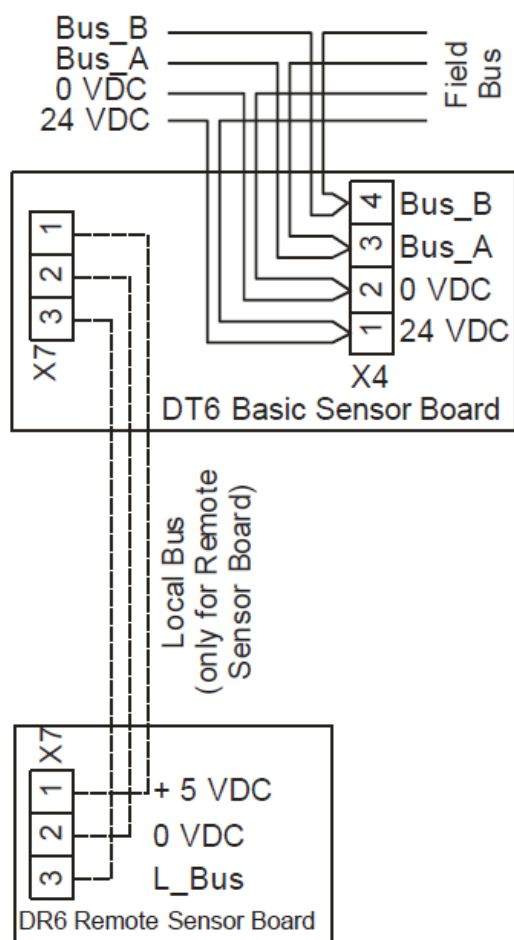 Bus_B
Bus_A
0 VDC
24 VDC
Field
Bus
4 Bus_B
3 Bus_A
2 0 VDC
1 24 VDC
X4
1
2
3
X7
DT6 Basic Sensor Board
Local Bus
(only for Remote
Sensor Board)
X7
1 + 5 VDC
2 0 VDC
3 L_Bus
DR6 Remote Sensor Board